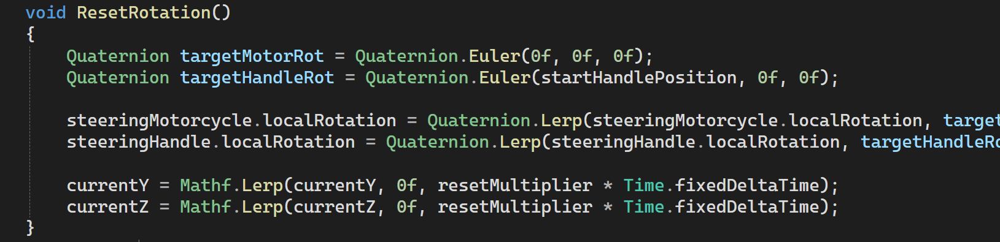 void ResetRotation()
{
Quaternion targetMotorRot = Quaternion.Euler(0f, 0f, 0f);
Quaternion targetHandleRot = Quaternion.Euler(startHandlePosition, 0f, 0f);
steeringMotorcycle.localRotation = Quaternion.Lerp(steeringMotorcycle.localRotation, target
steeringHandle.localRotation = Quaternion.Lerp(steeringHandle.localRotation, targetHandleRo
currentY = Mathf.Lerp(currentY, 0f, resetMultiplier * Time.fixedDeltaTime);
currentZ = Mathf.Lerp(currentZ, 0f, resetMultiplier * Time.fixedDeltaTime);
}